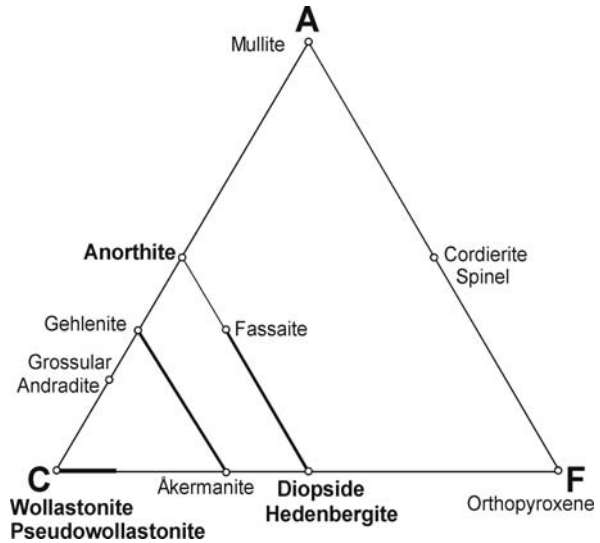 A
Mullite
Anorthite
Cordierite
Spinel
Gehlenite
Fassaite
Grossular
Andradite
C
F
Åkermanite
Diopside
Hedenbergite
Orthopyroxene
Wollastonite
Pseudowollastonite